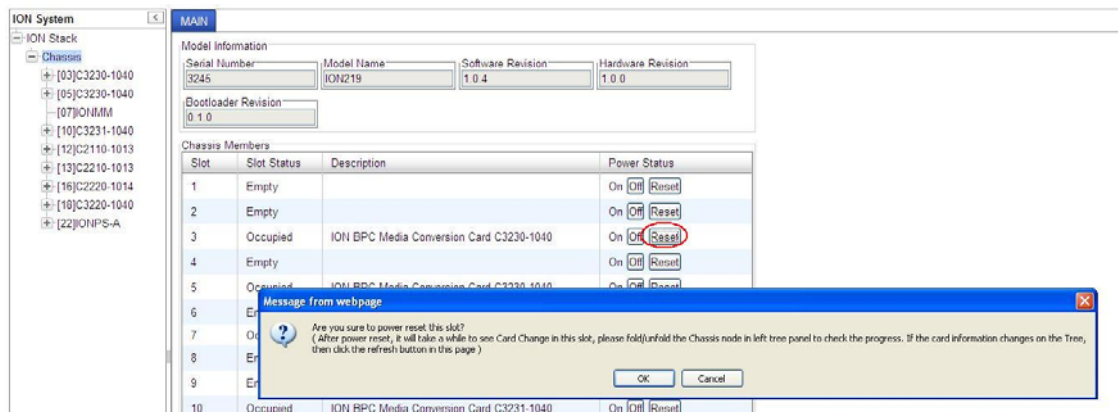 ION System
<
MAIN
ION Stack
Chassis
[03]C3230-1040
[05]C3230-1040
[07]IONMM
[10]C3231-1040
[12]C2110-1013
[13]C2210-1013
[16]C2220-1014
[18]C3220-1040
[22]IONPS-A
Model Information
Serial Number Model Name Software Revision Hardware Revision
3245 ION219 1.0.4 1.0.0
Bootloader Revision
0.1.0
Chassis Members
Slot Slot Status Description Power Status
1 Empty On Off Reset
2 Empty On Off Reset
3 Occupied ION BPC Media Conversion Card C3230-1040 On Off Reset
4 Empty On Off Reset
5 Occupied ION BPC Media Conversion Card C3230-1040 On Off Reset
6
7
8
9
Message from webpage
Are you sure to power reset this slot?
( After power reset, it will take a while to see Card Change in this slot, please fold/unfold the Chassis node in left tree panel to check the progress. If the card information changes on the Tree,
then click the refresh button in this page )
OK Cancel
10 Occupied ION BPC Media Conversion Card C3231-1040 On Off Reset